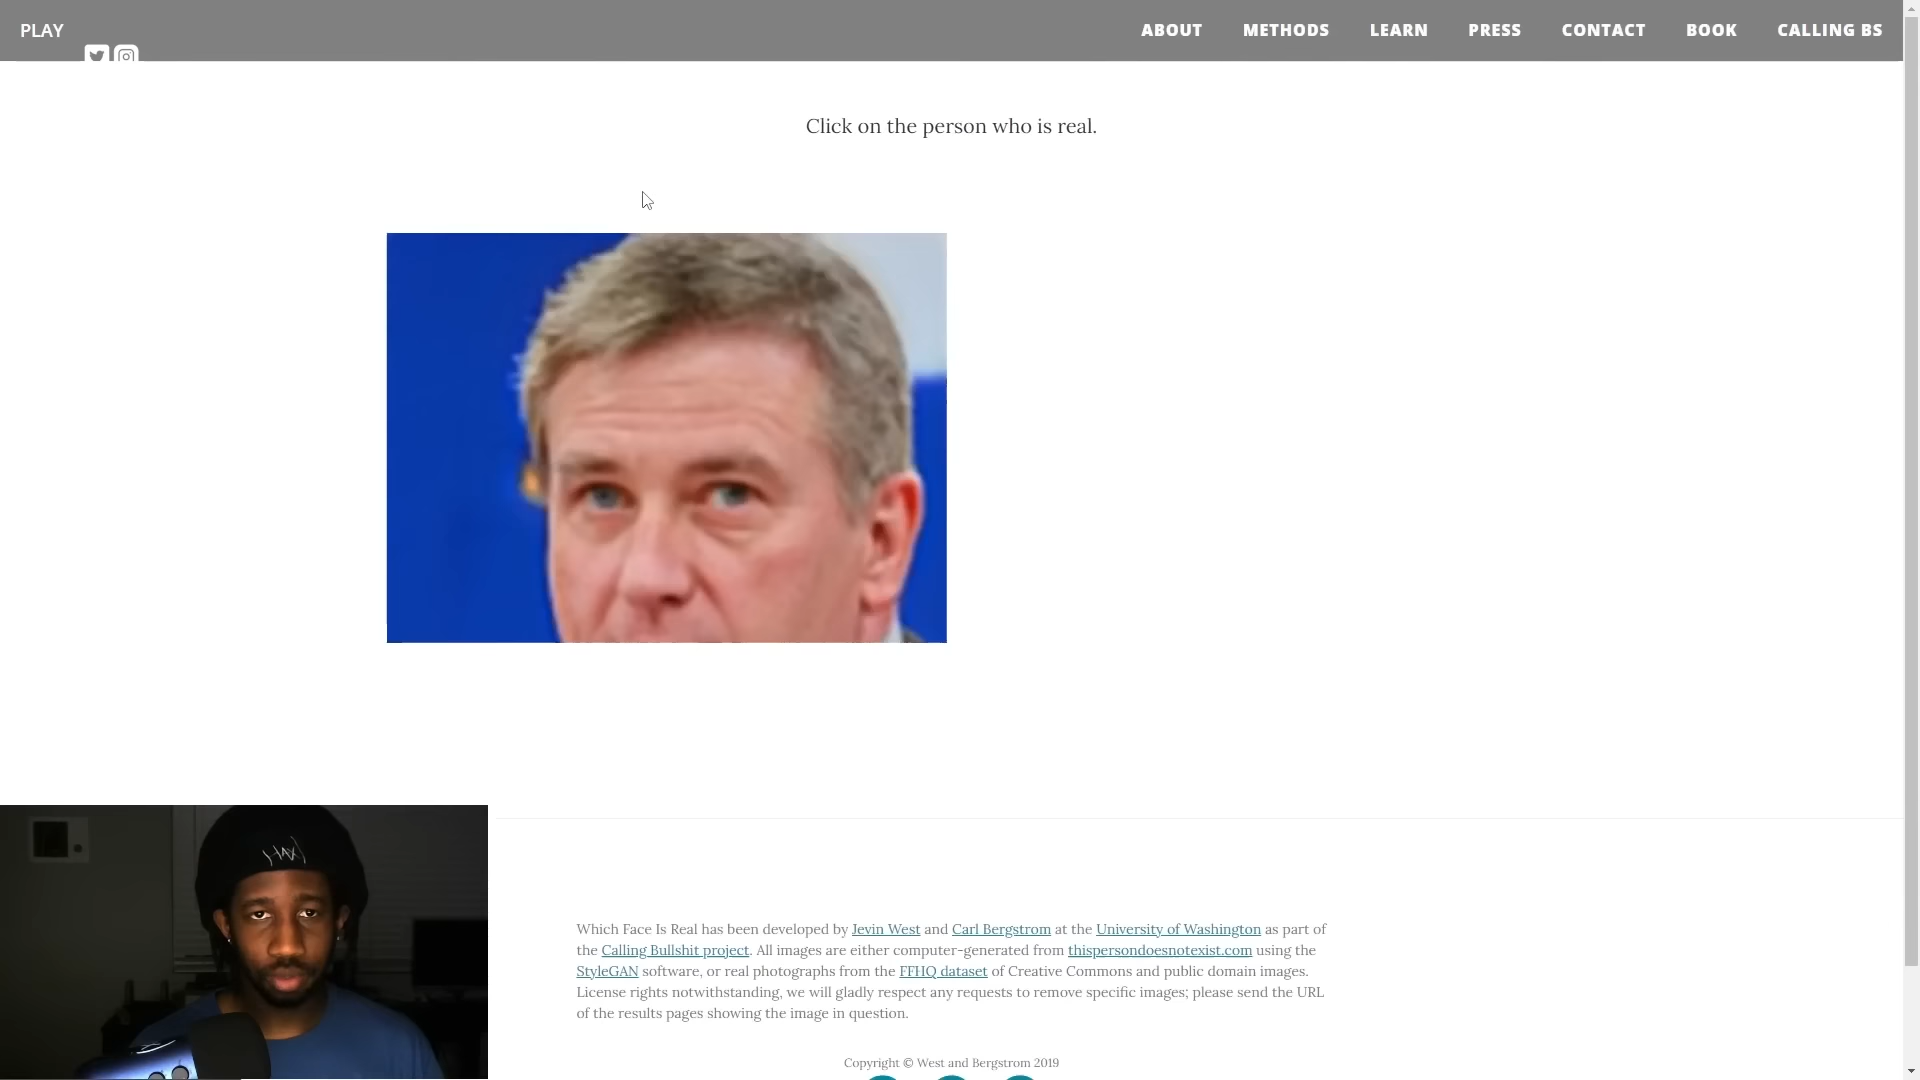 PLAY
ABOUT METHODS LEARN PRESS CONTACT BOOK CALLING BS
Click on the person who is real.
HAX
Which Face Is Real has been developed by Jevin West and Carl Bergstrom at the University of Washington as part of
the Calling Bullshit project. All images are either computer-generated from thispersondoesnotexist.com using the
StyleGAN software, or real photographs from the FFHQ dataset of Creative Commons and public domain images.
License rights notwithstanding, we will gladly respect any requests to remove specific images; please send the URL
of the results pages showing the image in question.
Copyright © West and Bergstrom 2019